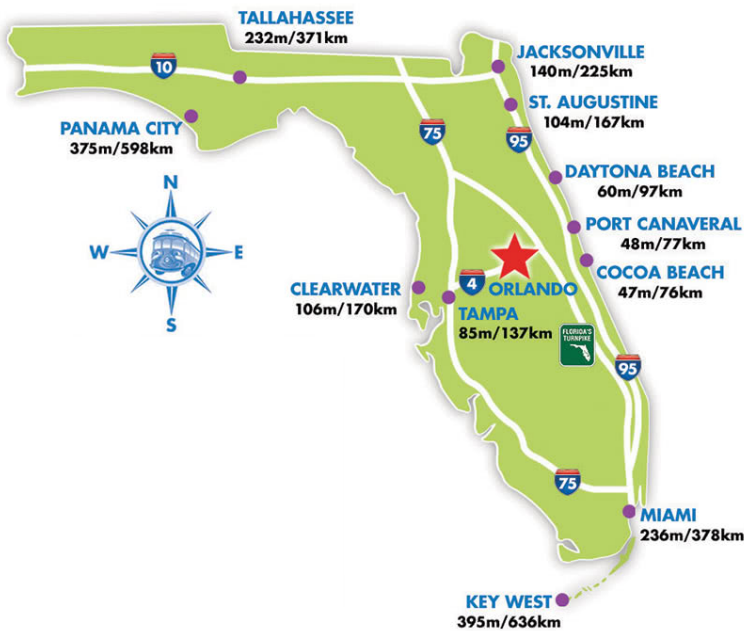 TALLAHASSEE
232m/371km
JACKSONVILLE
140m/225km
10
ST. AUGUSTINE
104m/167km
PANAMA CITY
375m/598km
75
95
DAYTONA BEACH
60m/97km
N
W E
S
PORT CANAVERAL
48m/77km
COCOA BEACH
47m/76km
CLEARWATER
106m/170km
4 ORLANDO
TAMPA
85m/137km
FLORIDA'S
TURNPIKE
95
75
MIAMI
236m/378km
KEY WEST
395m/636km